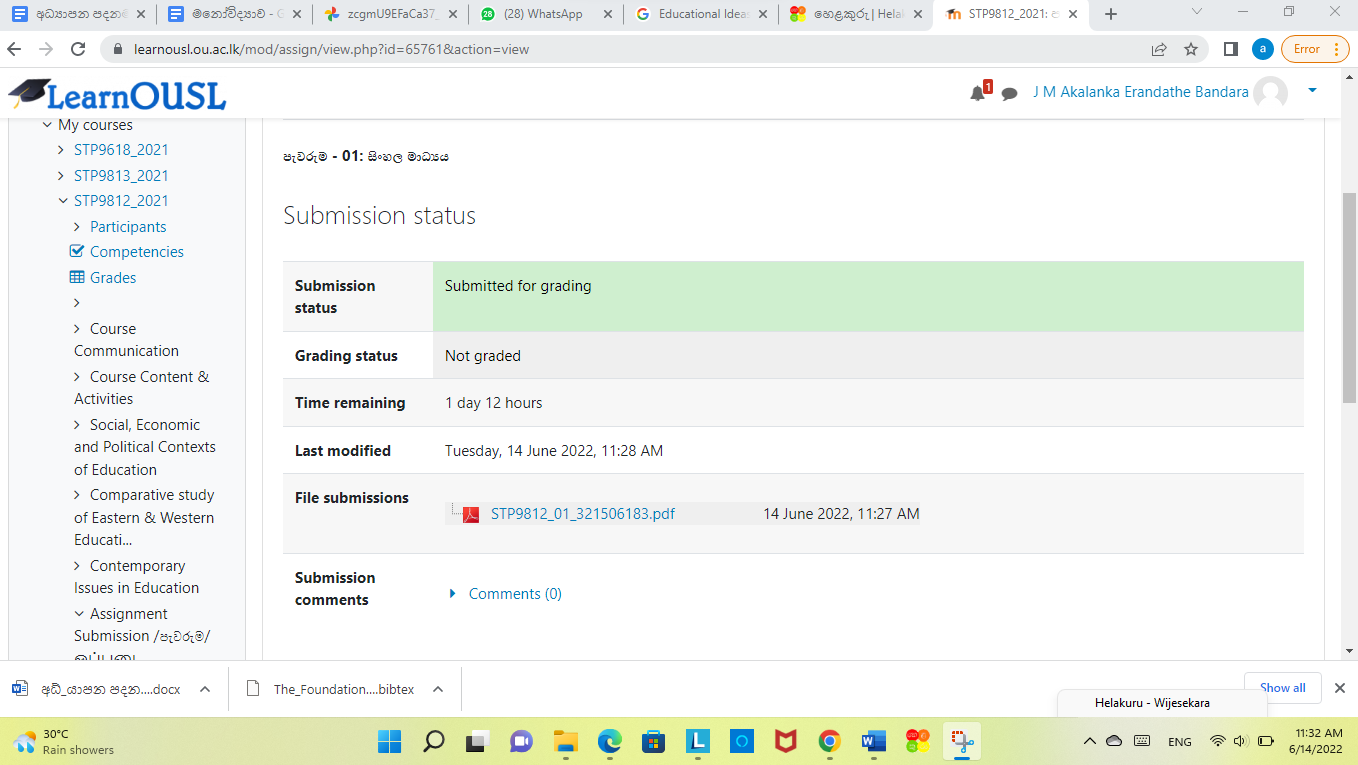 අධ්‍යාපන පදනම
මනෝවිද්‍යාව - G
zcgmU9EFaCa37_
28
(28) WhatsApp
Educational Idea
හෙළකුරු | Hela
STP9812_2021:
learnousl.ou.ac.lk/mod/assign/view.php?id=65761&action=view
a
Error
LearnOUSL
1
J M Akalanka Erandathe Bandara
My courses
STP9618_2021
STP9813_2021
STP9812_2021
Participants
Competencies
Grades
Course
Communication
Course Content &
Activities
Social, Economic
and Political Contexts
of Education
Comparative study
of Eastern & Western
Educati...
Contemporary
Issues in Education
Assignment
Submission /පැවරුම/
පැවරුම - 01: සිංහල මාධ්‍යය
Submission status
Submission status
Submitted for grading
Grading status
Not graded
Time remaining
1 day 12 hours
Last modified
Tuesday, 14 June 2022, 11:28 AM
File submissions
STP9812_01_321506183.pdf
14 June 2022, 11:27 AM
Submission comments
Comments (0)
අධ්_යාපන පදන....docx
The_Foundation....bibtex
Show all
Helakuru - Wijesekara
30°C
Rain showers
ENG
11:32 AM
6/14/2022